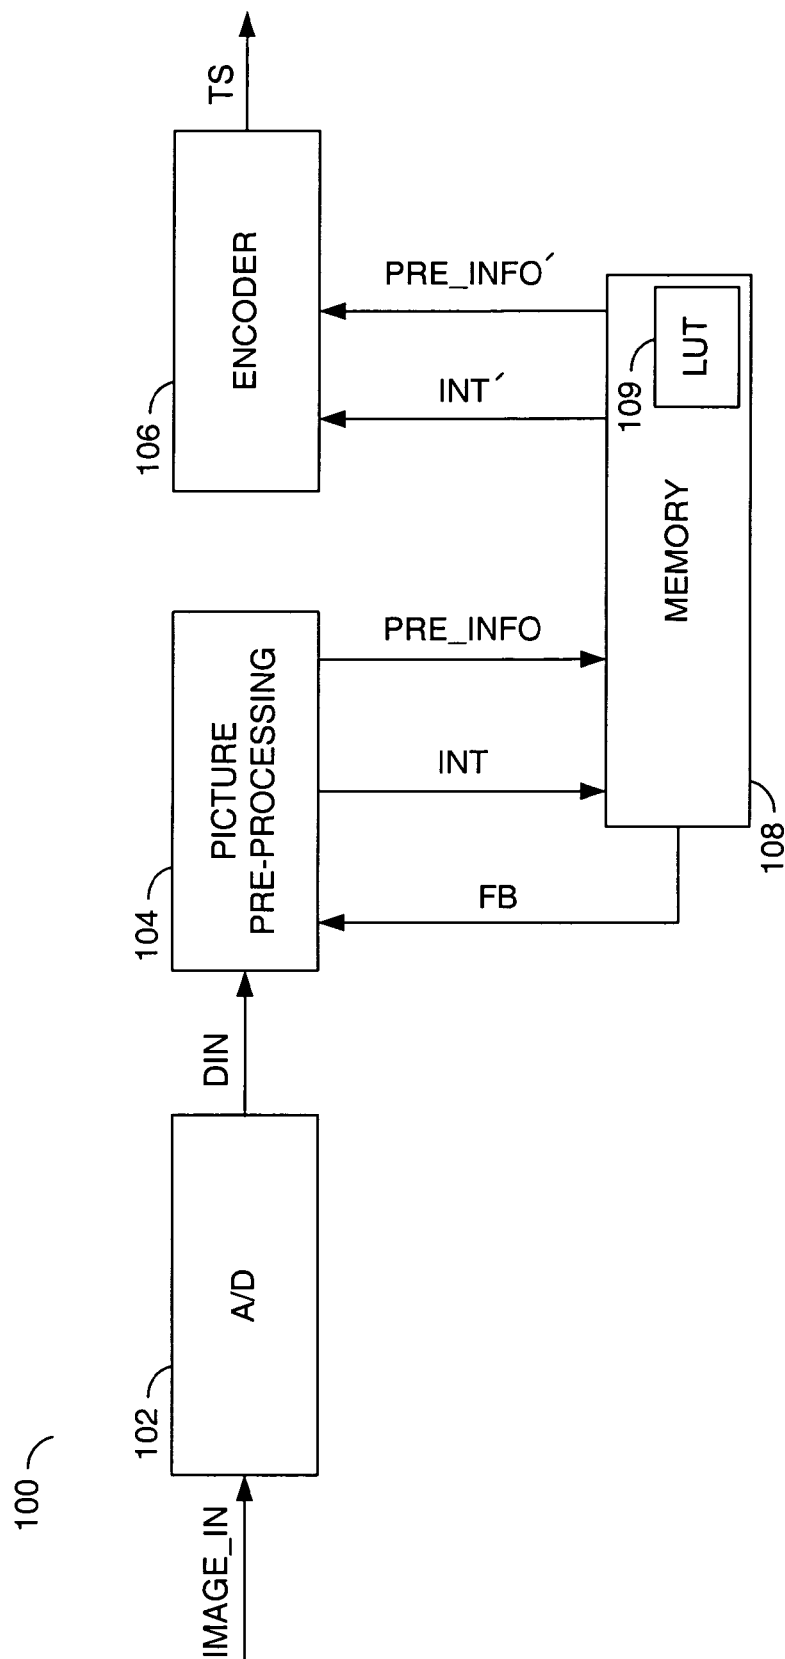 100
IMAGE_IN
102
A/D
DIN
104
PICTURE
PRE-PROCESSING
106
ENCODER
TS
FB
INT
PRE_INFO
INT´
PRE_INFO´
108
MEMORY
109
LUT